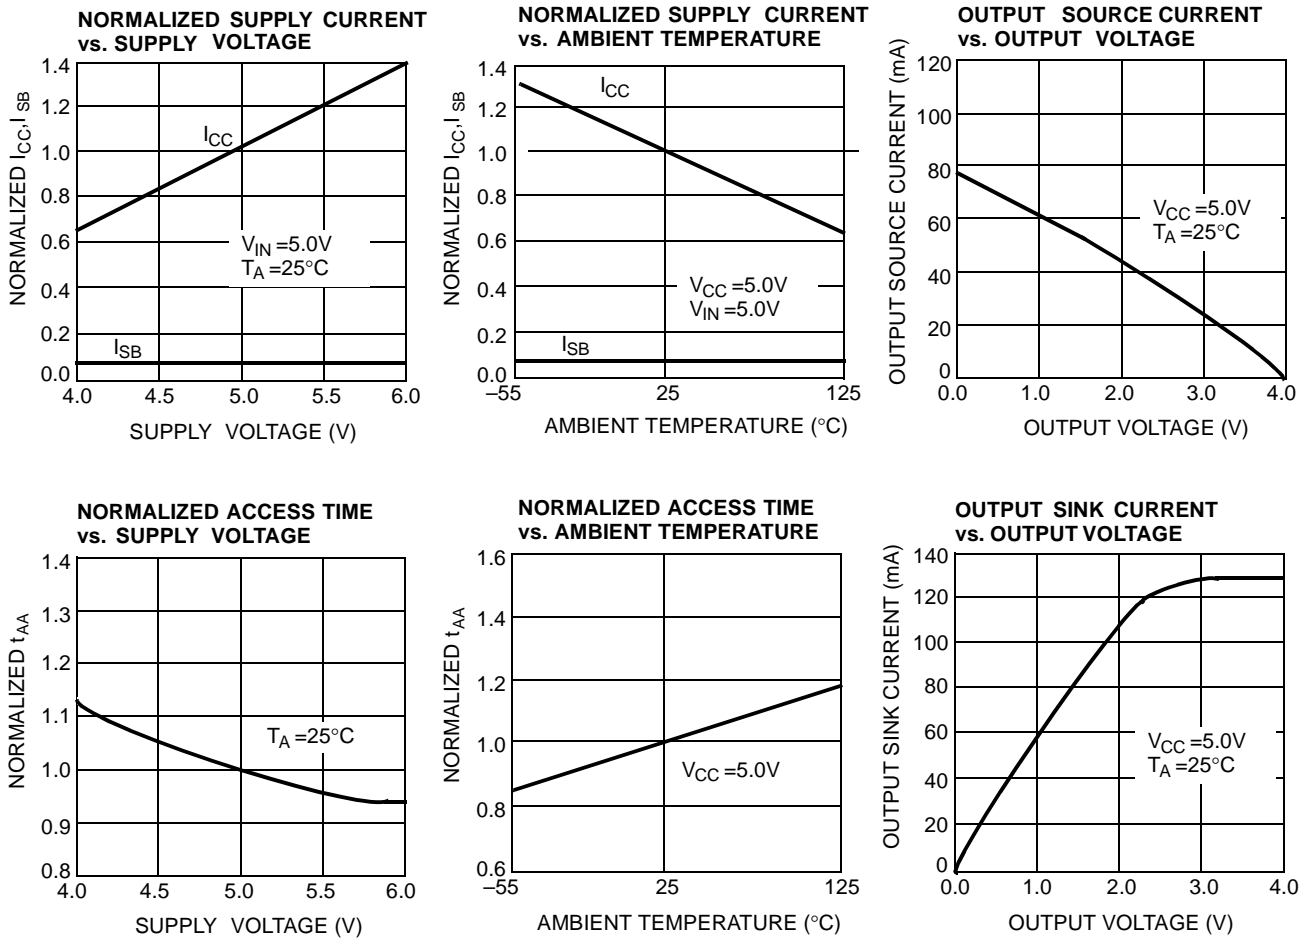 NORMALIZED SUPPLY CURRENT
vs. SUPPLY VOLTAGE
NORMALIZED ICC,ISB
1.4
1.2
1.0
0.8
0.6
0.4
0.2
0.0
ICC
VIN =5.0V
TA =25°C
ISB
4.0 4.5 5.0 5.5 6.0
SUPPLY VOLTAGE (V)
NORMALIZED SUPPLY CURRENT
vs. AMBIENT TEMPERATURE
NORMALIZED ICC,ISB
1.4
1.2
1.0
0.8
0.6
0.4
0.2
0.0
ICC
VCC =5.0V
VIN =5.0V
ISB
–55 25 125
AMBIENT TEMPERATURE (°C)
OUTPUT SOURCE CURRENT
vs. OUTPUT VOLTAGE
OUTPUT SOURCE CURRENT (mA)
120
100
80
60
40
20
0
VCC =5.0V
TA =25°C
0.0 1.0 2.0 3.0 4.0
OUTPUT VOLTAGE (V)
NORMALIZED ACCESS TIME
vs. SUPPLY VOLTAGE
NORMALIZED tAA
1.4
1.3
1.2
1.1
1.0
0.9
0.8
TA =25°C
4.0 4.5 5.0 5.5 6.0
SUPPLY VOLTAGE (V)
NORMALIZED ACCESS TIME
vs. AMBIENT TEMPERATURE
NORMALIZED tAA
1.6
1.4
1.2
1.0
0.8
0.6
VCC =5.0V
–55 25 125
AMBIENT TEMPERATURE (°C)
OUTPUT SINK CURRENT
vs. OUTPUT VOLTAGE
OUTPUT SINK CURRENT (mA)
140
120
100
80
60
40
20
0
VCC =5.0V
TA =25°C
0.0 1.0 2.0 3.0 4.0
OUTPUT VOLTAGE (V)